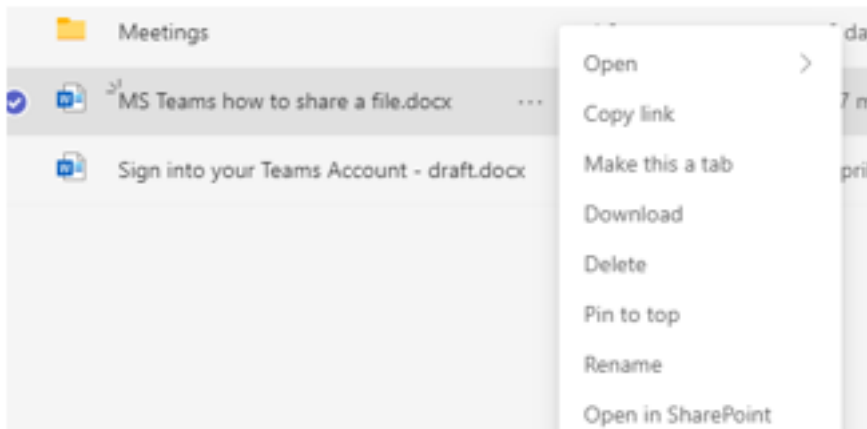 Meetings
MS Teams how to share a file.docx
Sign into your Teams Account - draft.docx
Open
Copy link
Make this a tab
Download
Delete
Pin to top
Rename
Open in SharePoint